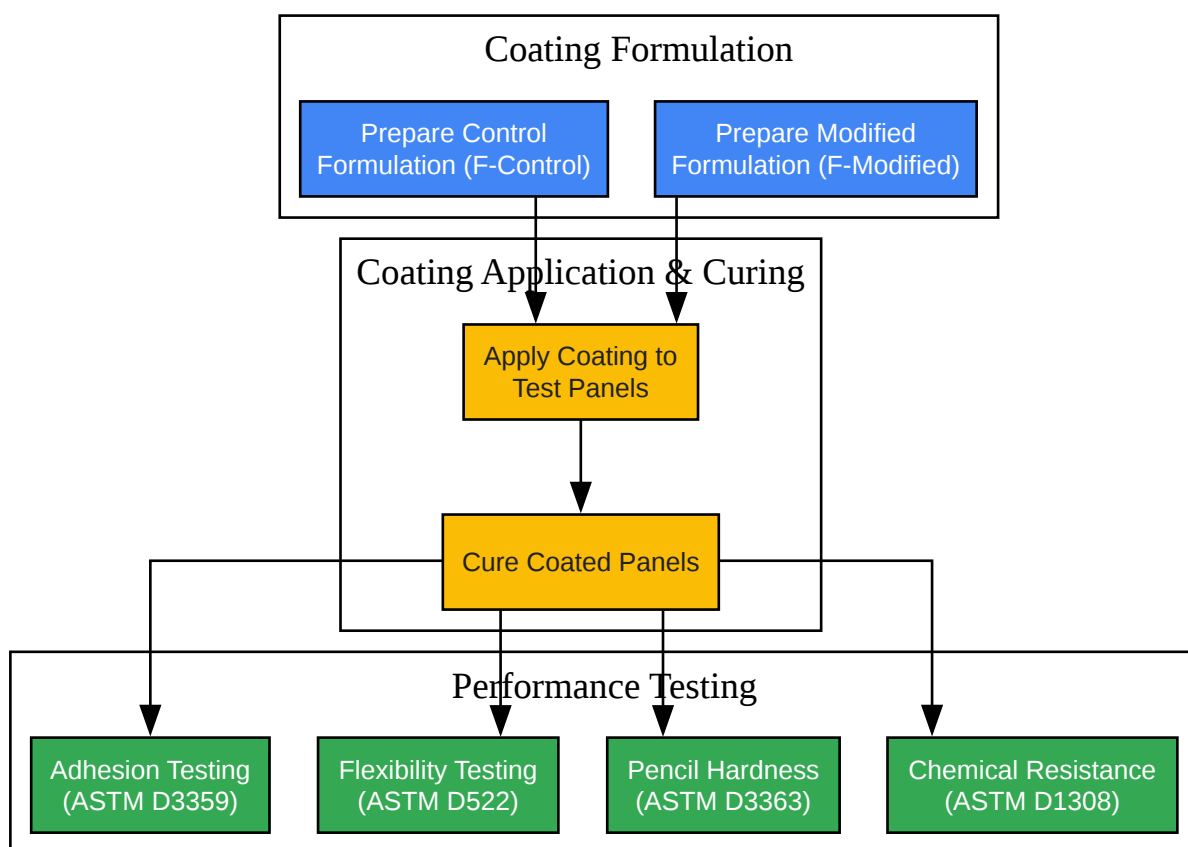 Coating Formulation
Prepare Control
Formulation (F-Control)
Prepare Modified
Formulation (F-Modified)
Coating Application & Curing
Apply Coating to
Test Panels
Cure Coated Panels
Performance Testing
Adhesion Testing
(ASTM D3359)
Flexibility Testing
(ASTM D522)
Pencil Hardness
(ASTM D3363)
Chemical Resistance
(ASTM D1308)